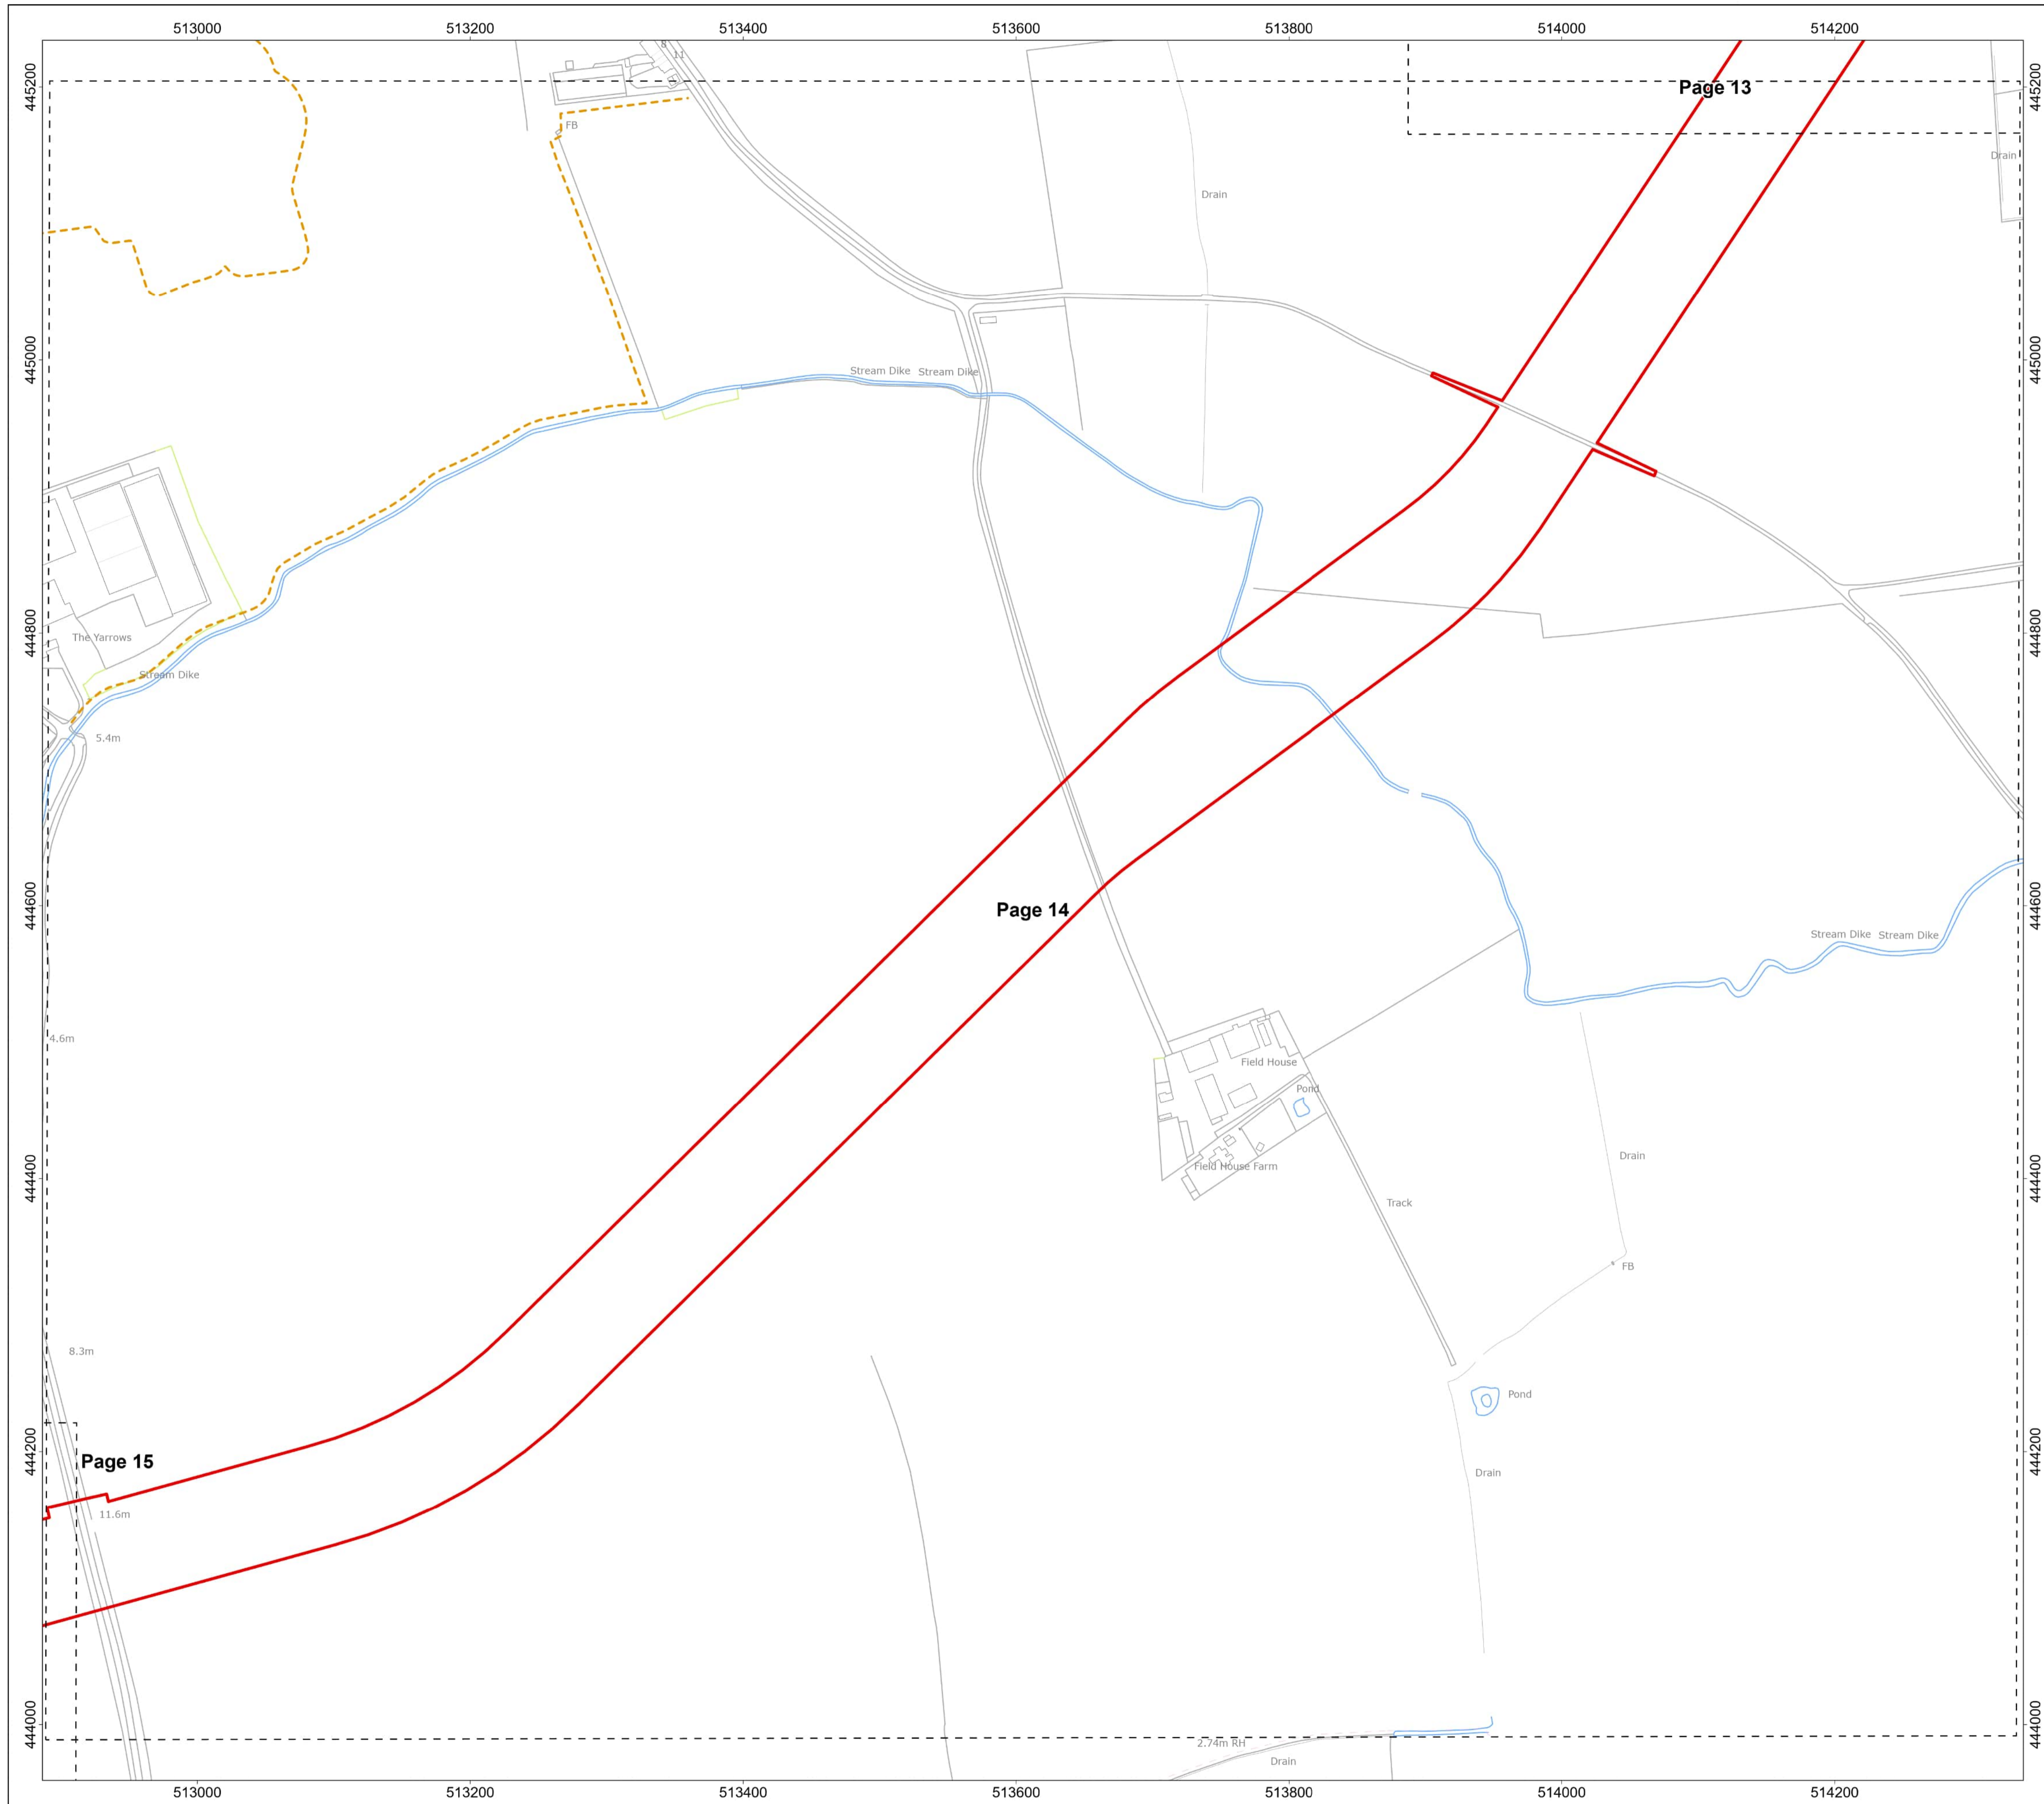 513000 513200 513400 513600 513800 514000 514200
8
11
445200
Page 13
445200
FB
Drain
Drain
445000
Stream Dike Stream Dike
445000
444800
The Yarrows
444800
Stream Dike
5.4m
444600
Page 14
444600
Stream Dike Stream Dike
4.6m
Field House
Pond
Drain
444400
Field House Farm
444400
Track
FB
8.3m
Pond
444200
Page 15
444200
Drain
11.6m
444000
444000
2.74m RH
Drain
513000 513200 513400 513600 513800 514000 514200